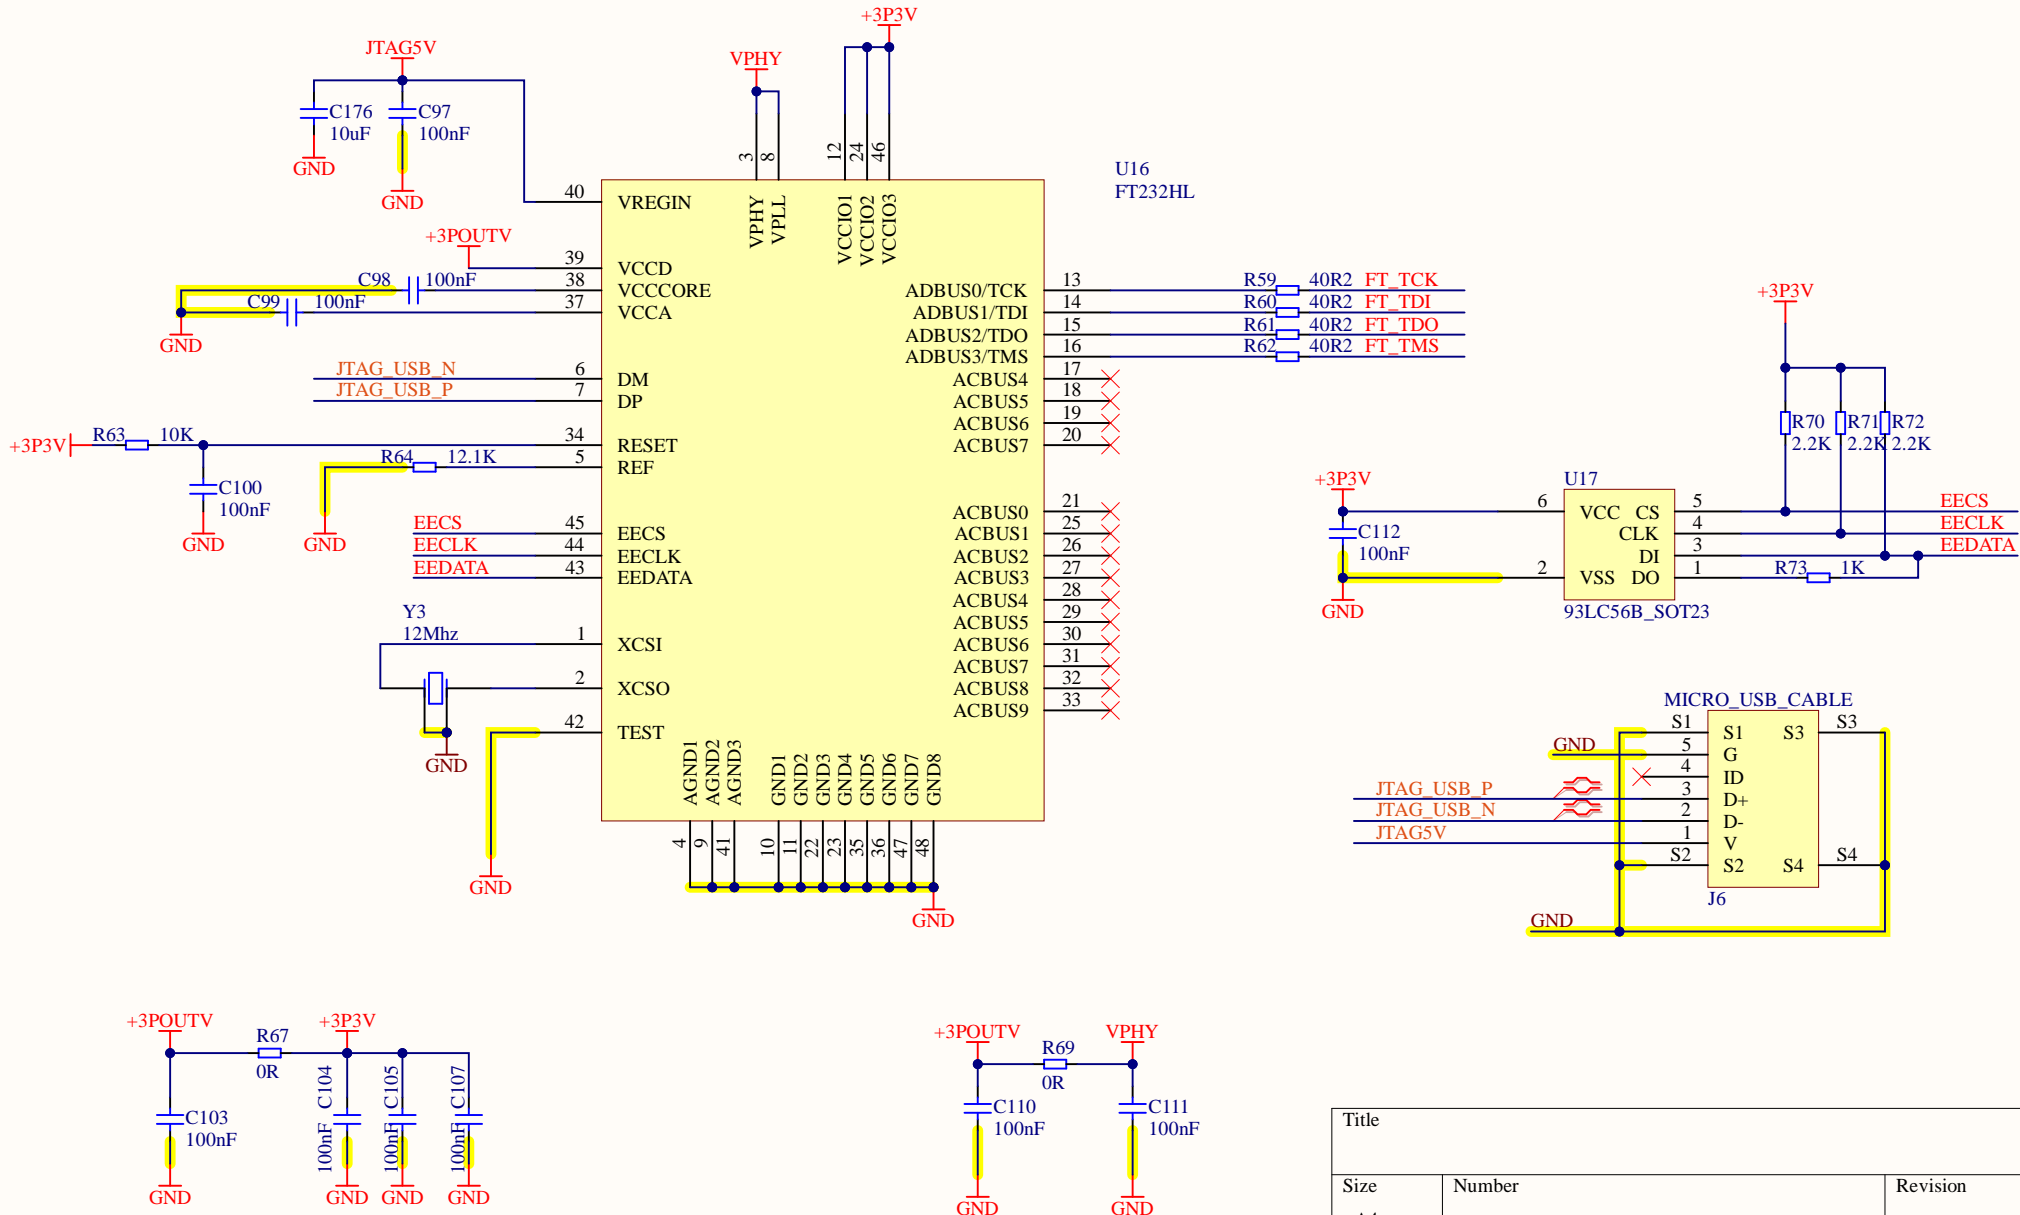 +3P3V
JTAG5V
VPHY
C176
10uF
C97
100nF
GND
GND
3
8
12
24
46
U16
FT232HL
40
VREGIN
VPHY
VPLL
VCCIO1
VCCIO2
VCCIO3
+3POUTV
39
VCCD
C98
100nF
38
VCCCORE
C99
100nF
37
VCCA
GND
ADBUS0/TCK
13
R59
40R2
FT_TCK
ADBUS1/TDI
14
R60
40R2
FT_TDI
ADBUS2/TDO
15
R61
40R2
FT_TDO
ADBUS3/TMS
16
R62
40R2
FT_TMS
JTAG_USB_N
6
DM
JTAG_USB_P
7
DP
ACBUS4
17
ACBUS5
18
ACBUS6
19
ACBUS7
20
+3P3V
R63
10K
34
RESET
R64
12.1K
5
REF
C100
100nF
GND
GND
EECS
45
EECS
EECLK
44
EECLK
EEDATA
43
EEDATA
ACBUS0
21
ACBUS1
25
ACBUS2
26
ACBUS3
27
ACBUS4
28
ACBUS5
29
ACBUS6
30
ACBUS7
31
ACBUS8
32
ACBUS9
33
Y3
12Mhz
1
XCSI
2
XCSO
42
TEST
GND
GND
AGND1
AGND2
AGND3
GND1
GND2
GND3
GND4
GND5
GND6
GND7
GND8
4
9
41
10
11
22
23
35
36
47
48
GND
+3P3V
R70
2.2K
R71
2.2K
R72
2.2K
+3P3V
C112
100nF
GND
U17
6
VCC
CS
5
EECS
CLK
4
EECLK
DI
3
EEDATA
2
VSS
DO
1
R73
1K
93LC56B_SOT23
MICRO_USB_CABLE
S1
S1
S3
S3
GND
5
G
4
ID
JTAG_USB_P
3
D+
JTAG_USB_N
2
D-
JTAG5V
1
V
S2
S2
S4
S4
J6
GND
+3POUTV
R67
0R
+3P3V
C103
100nF
C104
100nF
C105
100nF
C107
100nF
GND
GND
GND
GND
+3POUTV
R69
0R
VPHY
C110
100nF
C111
100nF
GND
GND
Title
Size
Number
Revision